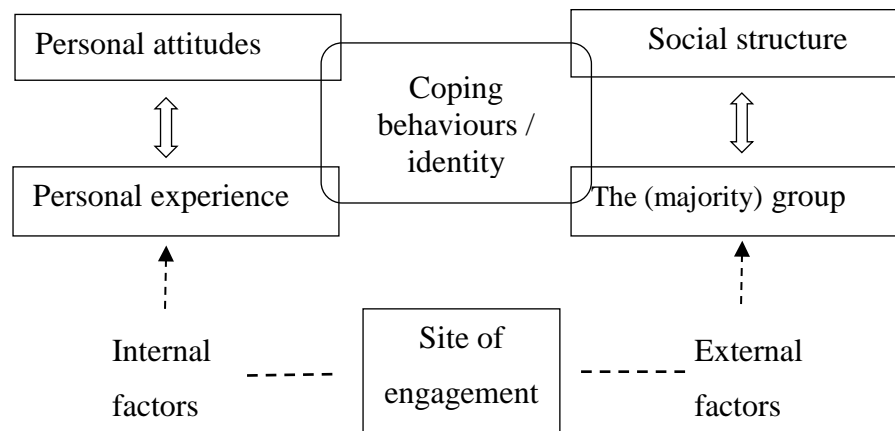 Personal attitudes
Social structure
Coping
behaviours /
identity
Personal experience
The (majority) group
Internal
factors
Site of
engagement
External
factors